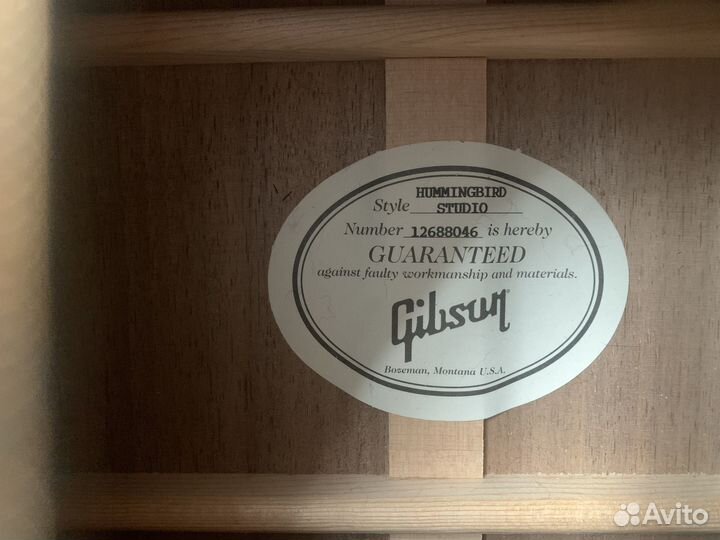 HUMMINGBIRD
Style STUDIO
Number 12688046 is hereby
GUARANTEED
against faulty workmanship and materials.
Gibson
Bozeman, Montana U.S.A.
Avito